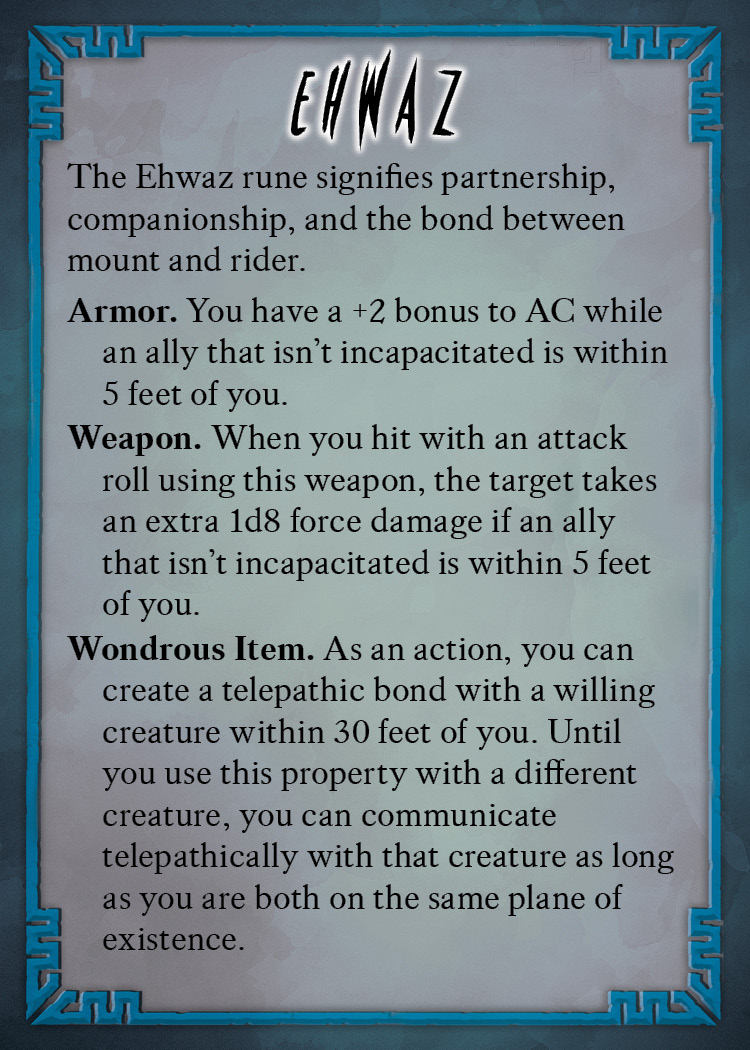 EHWAZ
The Ehwaz rune signifies partnership,
companionship, and the bond between
mount and rider.
Armor. You have a +2 bonus to AC while
an ally that isn't incapacitated is within
5 feet of you.
Weapon. When you hit with an attack
roll using this weapon, the target takes
an extra 1d8 force damage if an ally
that isn't incapacitated is within 5 feet
of you.
Wondrous Item. As an action, you can
create a telepathic bond with a willing
creature within 30 feet of you. Until
you use this property with a different
creature, you can communicate
telepathically with that creature as long
as you are both on the same plane of
existence.